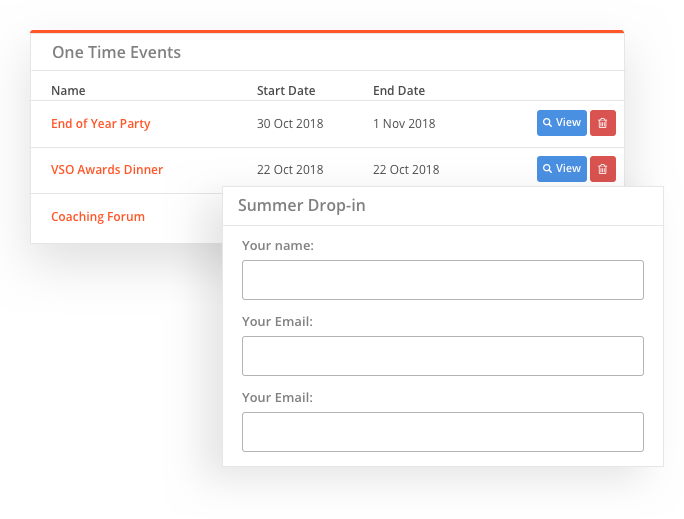 One Time Events
Name Start Date End Date
End of Year Party 30 Oct 2018 1 Nov 2018 View
VSO Awards Dinner 22 Oct 2018 22 Oct 2018 View
Coaching Forum
Summer Drop-in
Your name:
Your Email:
Your Email: